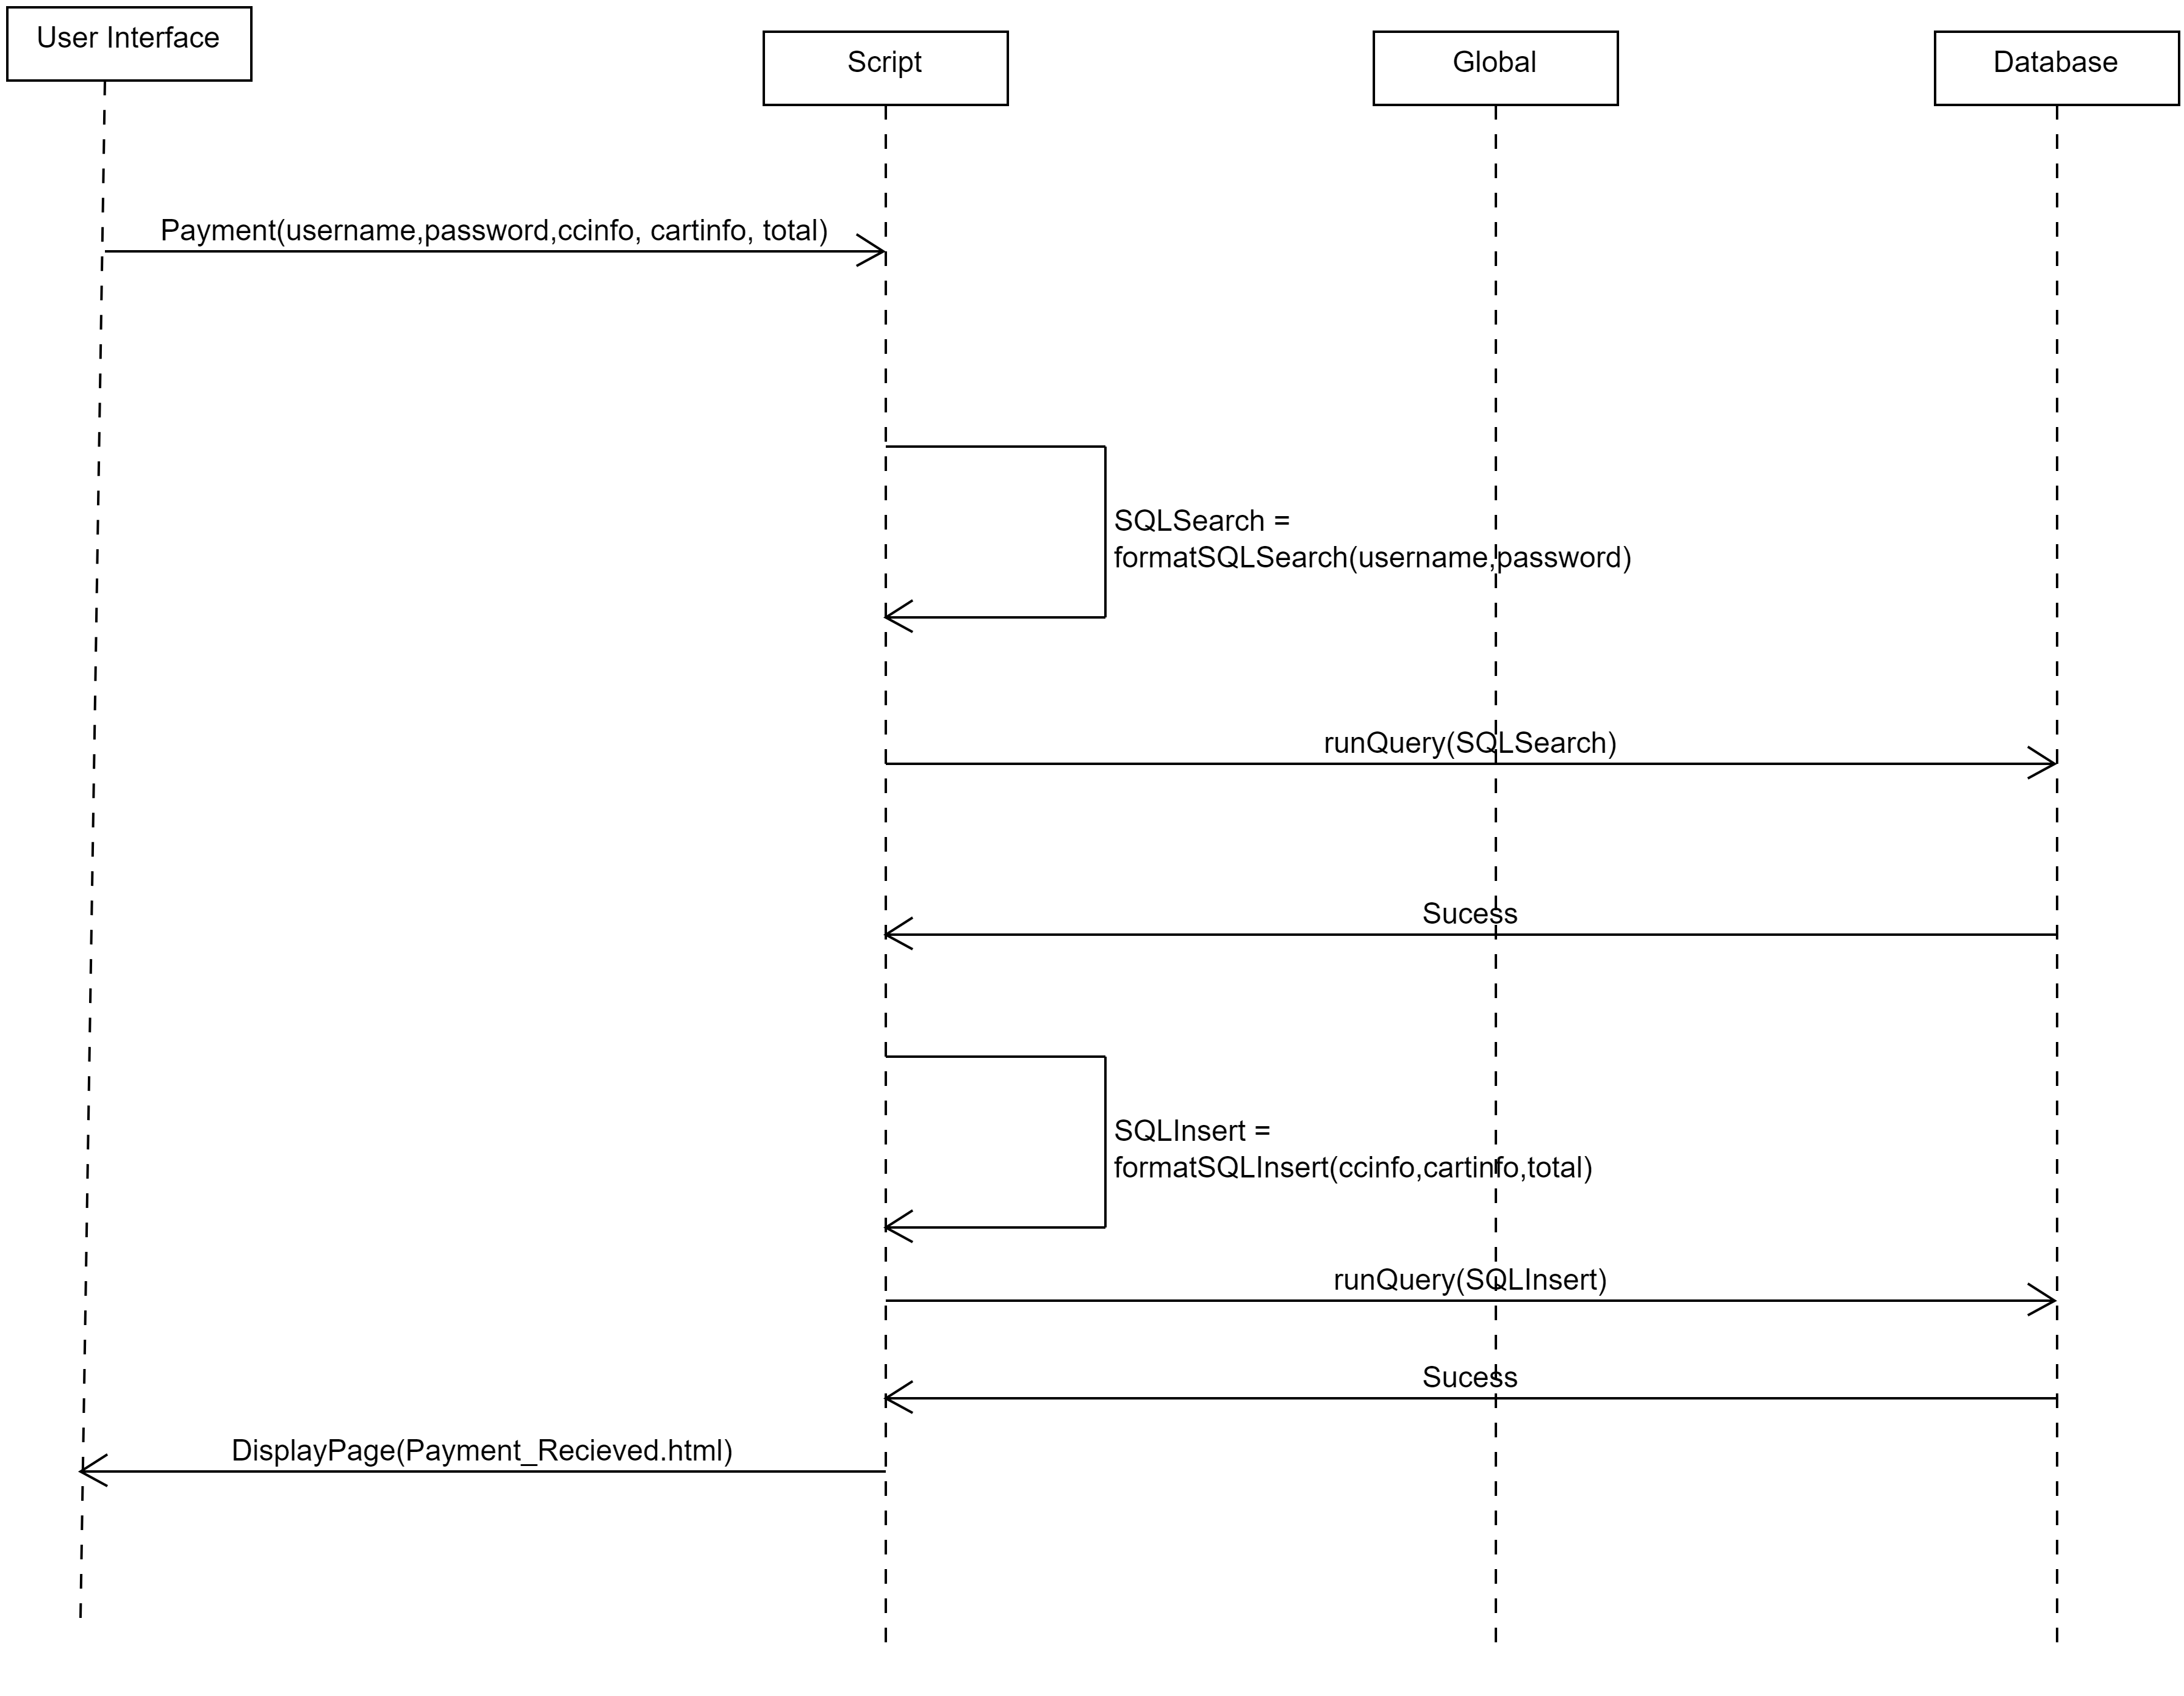 User Interface
Script
Global
Database
Payment(username,password,ccinfo, cartinfo, total)
SQLSearch =
formatSQLSearch(username,password)
runQuery(SQLSearch)
Sucess
SQLInsert =
formatSQLInsert(ccinfo,cartinfo,total)
runQuery(SQLInsert)
Sucess
DisplayPage(Payment_Recieved.html)